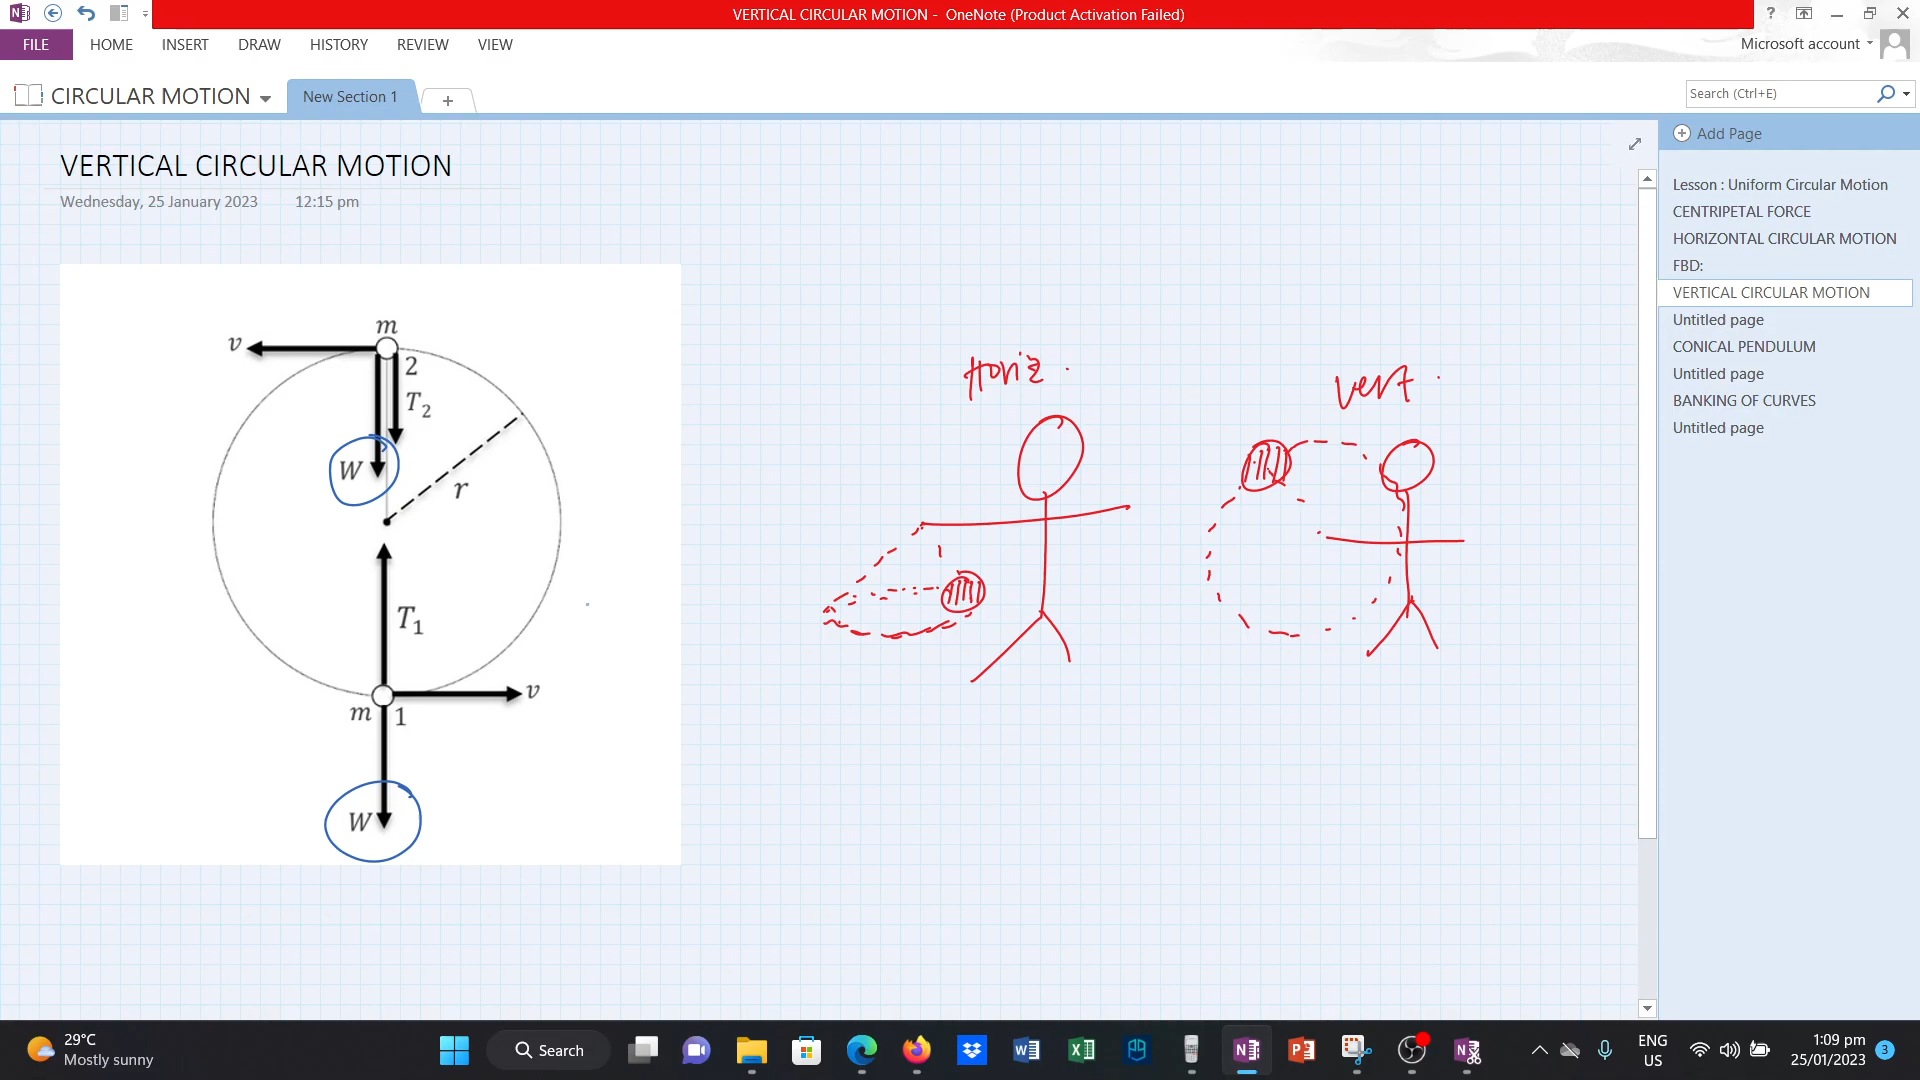 VERTICAL CIRCULAR MOTION - OneNote (Product Activation Failed)
FILE HOME INSERT DRAW HISTORY REVIEW VIEW
Microsoft account
CIRCULAR MOTION New Section 1
Search (Ctrl+E)
Add Page
Lesson : Uniform Circular Motion
CENTRIPETAL FORCE
HORIZONTAL CIRCULAR MOTION
FBD:
VERTICAL CIRCULAR MOTION
Untitled page
CONICAL PENDULUM
Untitled page
BANKING OF CURVES
Untitled page
VERTICAL CIRCULAR MOTION
Wednesday, 25 January 2023 12:15 pm
m
v
2
T₂
W
r
T₁
v
m 1
W
Horiz.
Vert.
29°C
Mostly sunny
Search
ENG
US
1:09 pm
25/01/2023
3